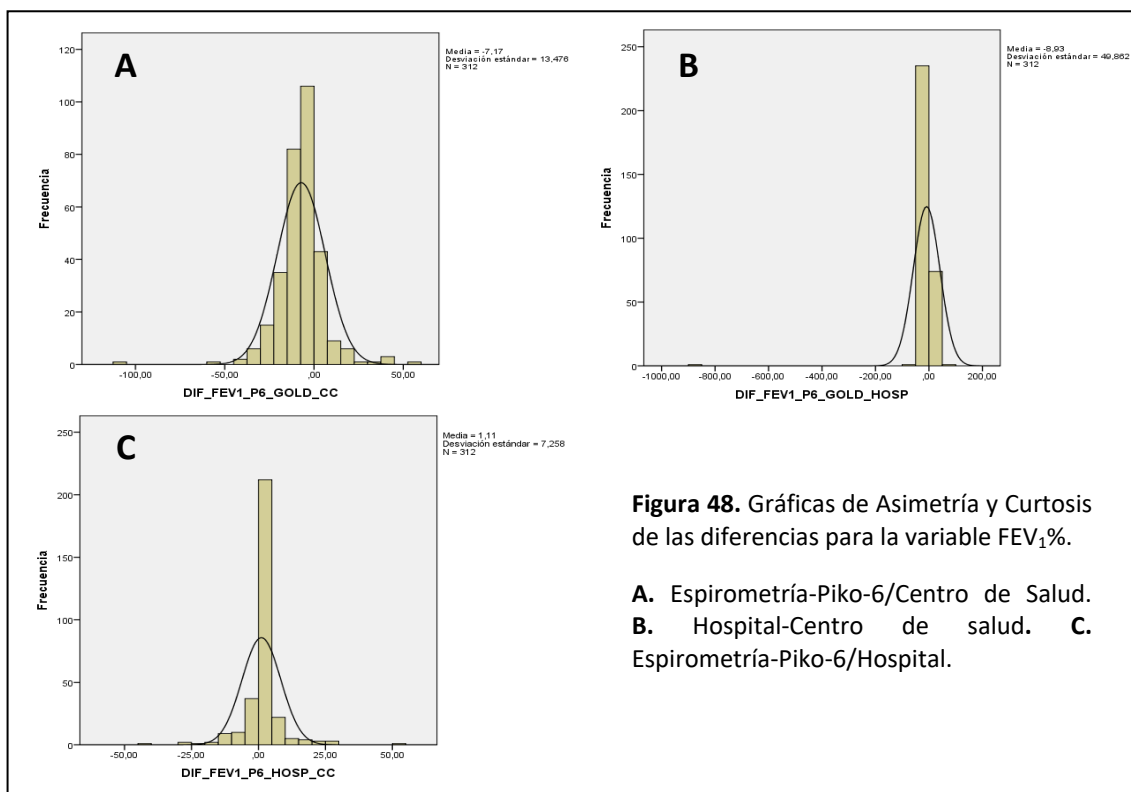 A
Media = -7,17
Desviación estándar = 13,476
N = 312
Frecuencia
120
100
80
60
40
20
0
-100,00 -50,00 ,00 50,00
DIF_FEV1_P6_GOLD_CC
B
Media = -8,93
Desviación estándar = 49,862
N = 312
Frecuencia
250
200
150
100
50
0
-1000,00 -800,00 -600,00 -400,00 -200,00 ,00 200,00
DIF_FEV1_P6_GOLD_HOSP
C
Media = 1,11
Desviación estándar = 7,258
N = 312
Frecuencia
250
200
150
100
50
0
-50,00 -25,00 ,00 25,00 50,00
DIF_FEV1_P6_HOSP_CC
Figura 48. Gráficas de Asimetría y Curtosis
de las diferencias para la variable FEV₁%.
A. Espirometría-Piko-6/Centro de Salud.
B. Hospital-Centro de salud. C.
Espirometría-Piko-6/Hospital.